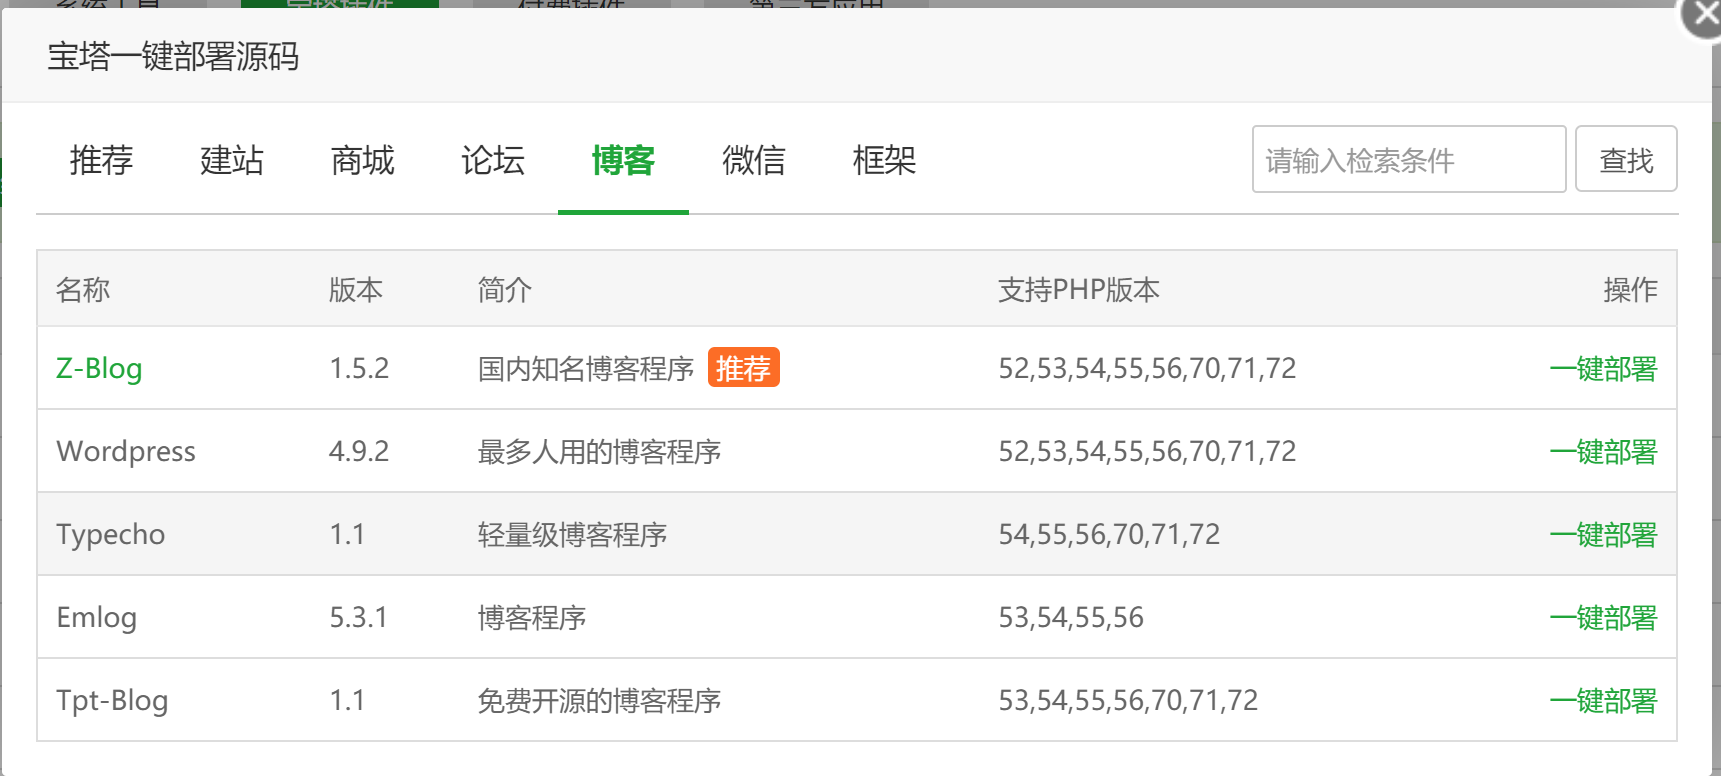 宝塔一键部署源码
推荐 建站 商城 论坛 博客 微信 框架 请输入检索条件 查找
名称 版本 简介 支持PHP版本 操作
Z-Blog 1.5.2 国内知名博客程序 推荐 52,53,54,55,56,70,71,72 一键部署
Wordpress 4.9.2 最多人用的博客程序 52,53,54,55,56,70,71,72 一键部署
Typecho 1.1 轻量级博客程序 54,55,56,70,71,72 一键部署
Emlog 5.3.1 博客程序 53,54,55,56 一键部署
Tpt-Blog 1.1 免费开源的博客程序 53,54,55,56,70,71,72 一键部署